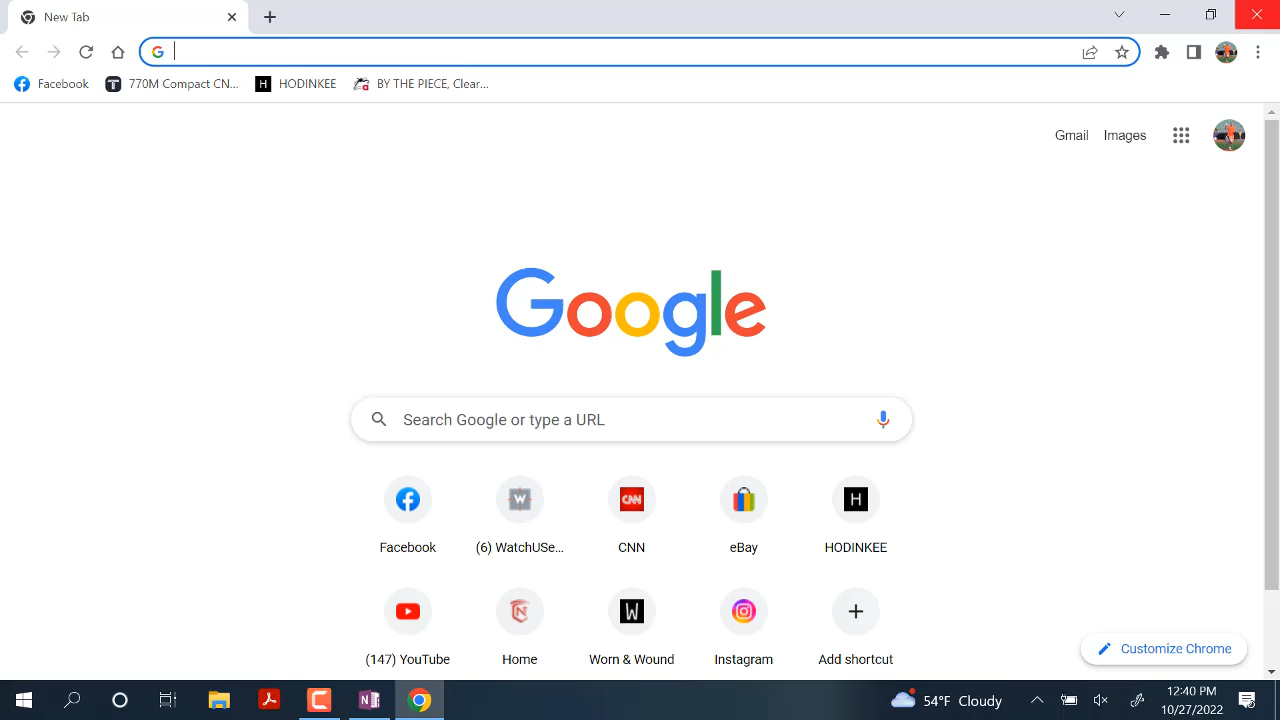 New Tab
Facebook
770M Compact CN...
HODINKEE
BY THE PIECE, Clear...
Gmail
Images
Google
Search Google or type a URL
Facebook
(6) WatchUSe...
CNN
eBay
HODINKEE
(147) YouTube
Home
Worn & Wound
Instagram
Add shortcut
Customize Chrome
54°F Cloudy
12:40 PM
10/27/2022